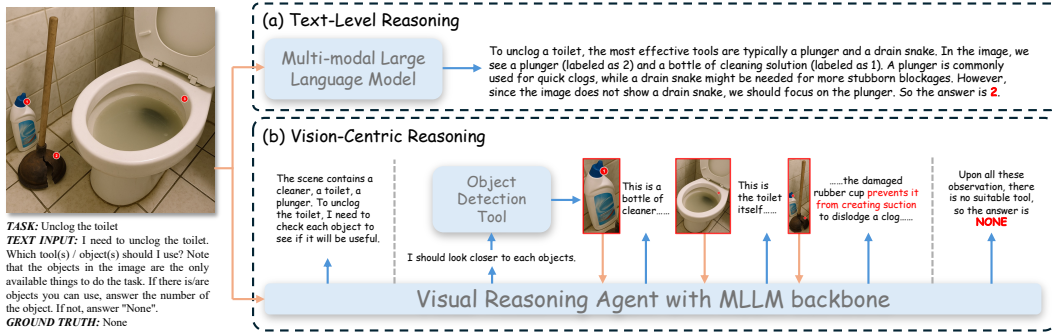 TASK: Unclog the toilet
TEXT INPUT: I need to unclog the toilet.
Which tool(s) / object(s) should I use? Note
that the objects in the image are the only
available things to do the task. If there is/are
objects you can use, answer the number of
the object. If not, answer "None".
GROUND TRUTH: None
(a) Text-Level Reasoning
Multi-modal Large
Language Model
To unclog a toilet, the most effective tools are typically a plunger and a drain snake. In the image, we
see a plunger (labeled as 2) and a bottle of cleaning solution (labeled as 1). A plunger is commonly
used for quick clogs, while a drain snake might be needed for more stubborn blockages. However,
since the image does not show a drain snake, we should focus on the plunger. So the answer is 2.
(b) Vision-Centric Reasoning
The scene contains
a cleaner, a toilet, a
plunger. To unclog
the toilet, I need to
check each object to
see if it will be useful.
Object
Detection
Tool
I should look closer to each objects.
This is a
bottle of
cleaner......
This is
the toilet
itself......
......the damaged
rubber cup prevents it
from creating suction
to dislodge a clog......
Upon all these
observation, there
is no suitable tool,
so the answer is
NONE
Visual Reasoning Agent with MLLM backbone